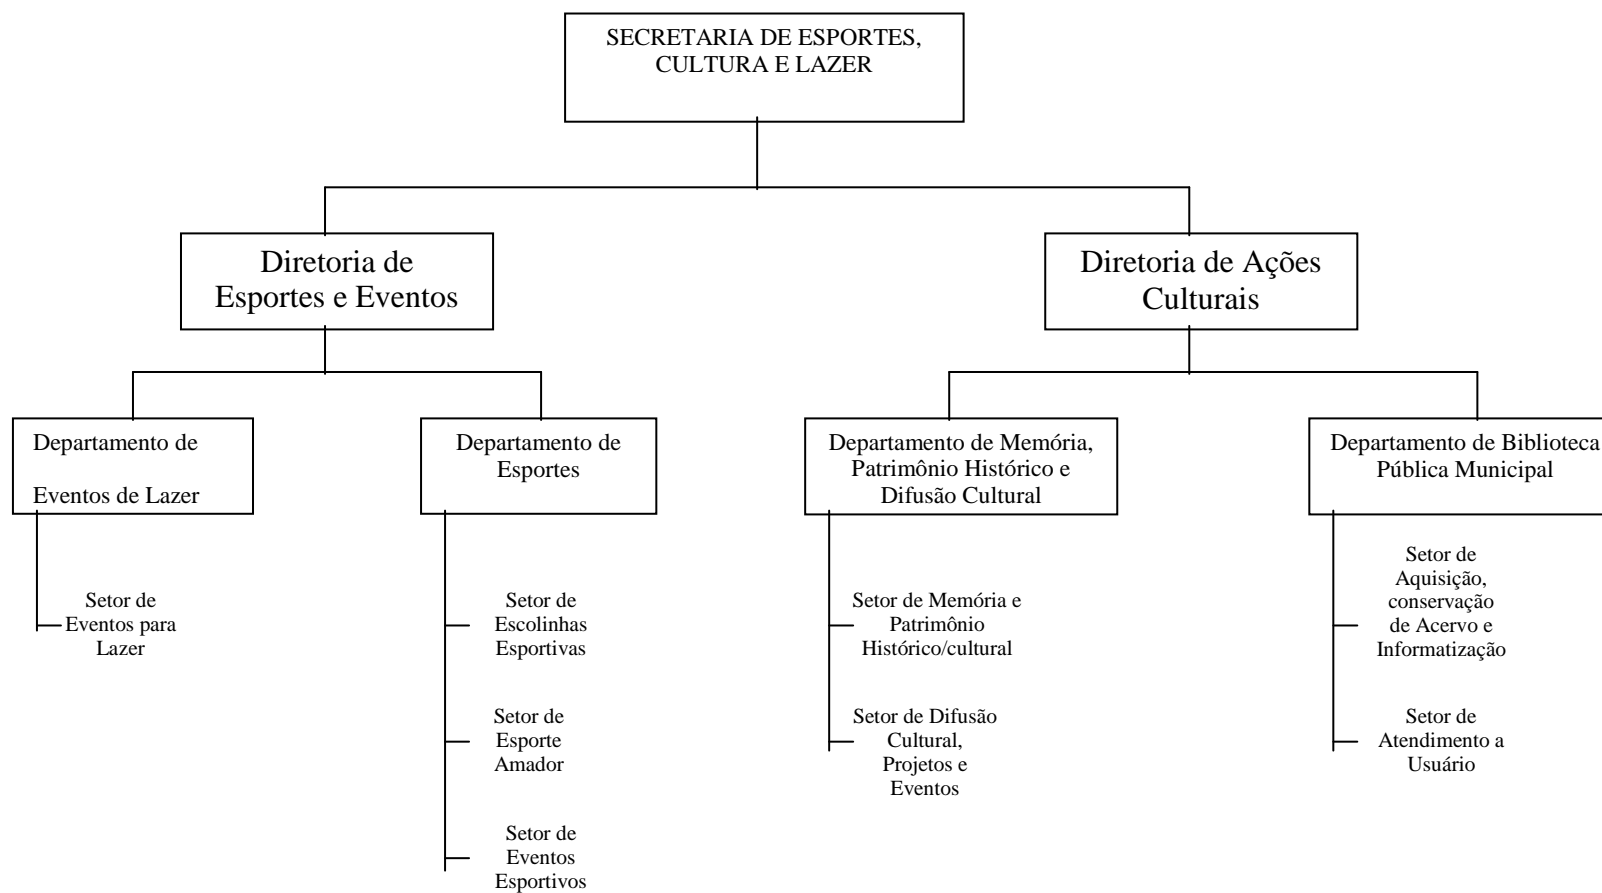 SECRETARIA DE ESPORTES,
CULTURA E LAZER
Diretoria de
Esportes e Eventos
Diretoria de Ações
Culturais
Departamento de
Eventos de Lazer
Departamento de
Esportes
Departamento de Memória,
Patrimônio Histórico e
Difusão Cultural
Departamento de Biblioteca
Pública Municipal
Setor de
Eventos para
Lazer
Setor de
Escolinhas
Esportivas
Setor de
Esporte
Amador
Setor de
Eventos
Esportivos
Setor de Memória e
Patrimônio
Histórico/cultural
Setor de Difusão
Cultural,
Projetos e
Eventos
Setor de
Aquisição,
conservação
de Acervo e
Informatização
Setor de
Atendimento a
Usuário